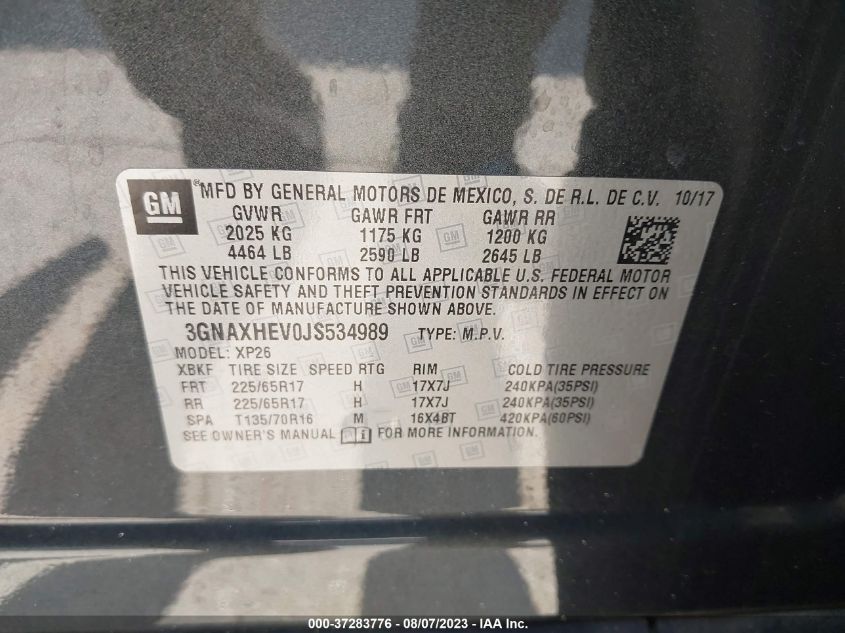 GM ®MFD BY GENERAL MOTORS DE MEXICO, S. DE R.L. DE C.V. 10/17
GVWR GAWR FRT GAWR RR
2025 KG 1175 KG 1200 KG
4464 LB 2590 LB 2645 LB
THIS VEHICLE CONFORMS TO ALL APPLICABLE U.S. FEDERAL MOTOR
VEHICLE SAFETY AND THEFT PREVENTION STANDARDS IN EFFECT ON
THE DATE OF MANUFACTURE SHOWN ABOVE.
3GNAXHEV0JS534989 TYPE: M.P.V.
MODEL: XP26
XBKF TIRE SIZE SPEED RTG RIM COLD TIRE PRESSURE
FRT 225/65R17 H 17X7J 240KPA(35PSI)
RR 225/65R17 H 17X7J 240KPA(35PSI)
SPA T135/70R16 M 16X4BT 420KPA(60PSI)
SEE OWNER'S MANUAL FOR MORE INFORMATION.
000-37283776 - 08/07/2023 - IAA Inc.